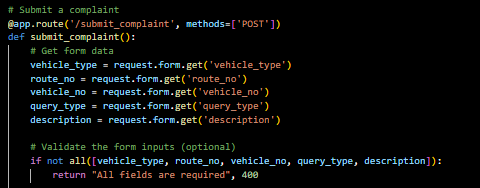 # Submit a complaint
@app.route('/submit_complaint', methods=['POST'])
def submit_complaint():
    # Get form data
    vehicle_type = request.form.get('vehicle_type')
    route_no = request.form.get('route_no')
    vehicle_no = request.form.get('vehicle_no')
    query_type = request.form.get('query_type')
    description = request.form.get('description')

    # Validate the form inputs (optional)
    if not all([vehicle_type, route_no, vehicle_no, query_type, description]):
        return "All fields are required", 400